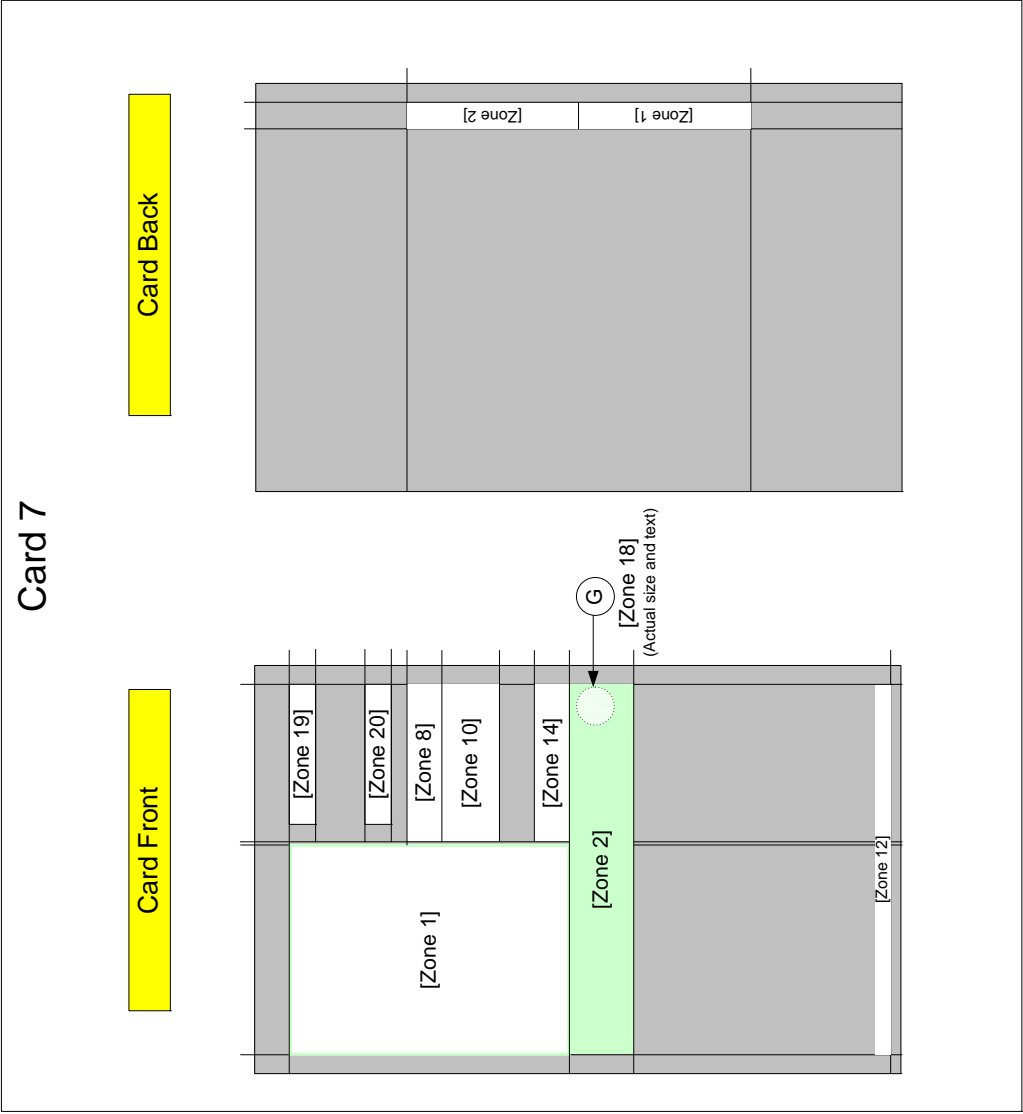 Card 7
Card Front
Card Back
[Zone 19]
[Zone 20]
[Zone 8]
[Zone 10]
[Zone 14]
[Zone 1]
[Zone 2]
G
[Zone 18]
(Actual size and text)
[Zone 12]
[Zone 2]
[Zone 1]